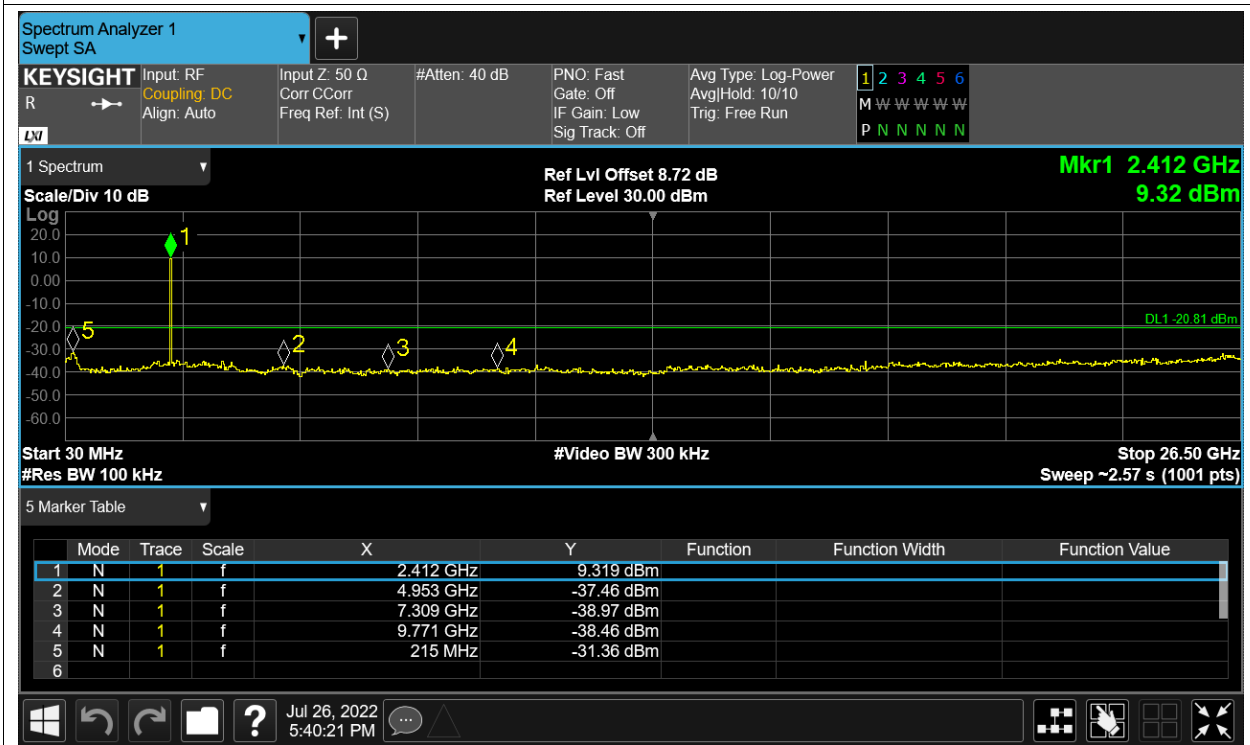 Spectrum Analyzer 1
Swept SA
KEYSIGHT
R
LXI
Input: RF
Coupling: DC
Align: Auto
Input Z: 50 Ω
Corr CCorr
Freq Ref: Int (S)
#Atten: 40 dB
PNO: Fast
Gate: Off
IF Gain: Low
Sig Track: Off
Avg Type: Log-Power
Avg|Hold: 10/10
Trig: Free Run
1 2 3 4 5 6
M W W W W W
P N N N N N
1 Spectrum
Scale/Div 10 dB
Ref Lvl Offset 8.72 dB
Ref Level 30.00 dBm
Mkr1 2.412 GHz
9.32 dBm
Log
20.0
10.0
0.00
-10.0
-20.0
-30.0
-40.0
-50.0
-60.0
1
5
2
3
4
DL1 -20.81 dBm
Start 30 MHz
#Video BW 300 kHz
Stop 26.50 GHz
#Res BW 100 kHz
Sweep ~2.57 s (1001 pts)
5 Marker Table
Mode Trace Scale X Y Function Function Width Function Value
1 N 1 f 2.412 GHz 9.319 dBm
2 N 1 f 4.953 GHz -37.46 dBm
3 N 1 f 7.309 GHz -38.97 dBm
4 N 1 f 9.771 GHz -38.46 dBm
5 N 1 f 215 MHz -31.36 dBm
6
?
Jul 26, 2022
5:40:21 PM